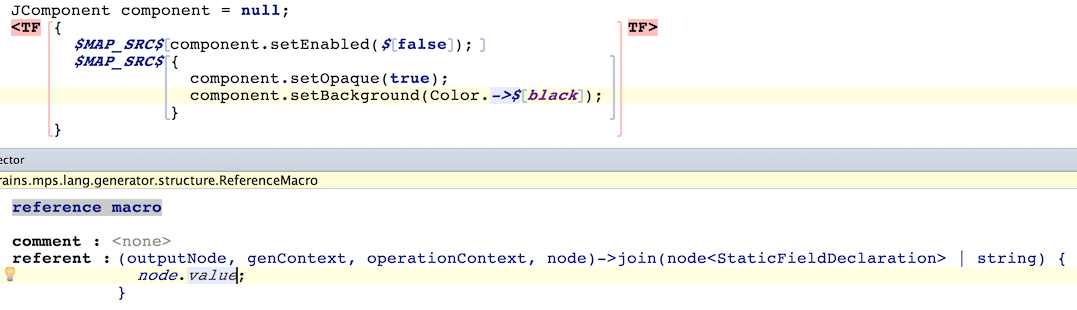 JComponent component = null;
<TF { TF>
$MAP_SRC$[component.setEnabled($[false]); ]
$MAP_SRC$[{
component.setOpaque(true);
component.setBackground(Color.->$[black]);
}
}
ector
rains.mps.lang.generator.structure.ReferenceMacro
reference macro
comment : <none>
referent : (outputNode, genContext, operationContext, node)->join(node<StaticFieldDeclaration> | string) {
node.value;
}